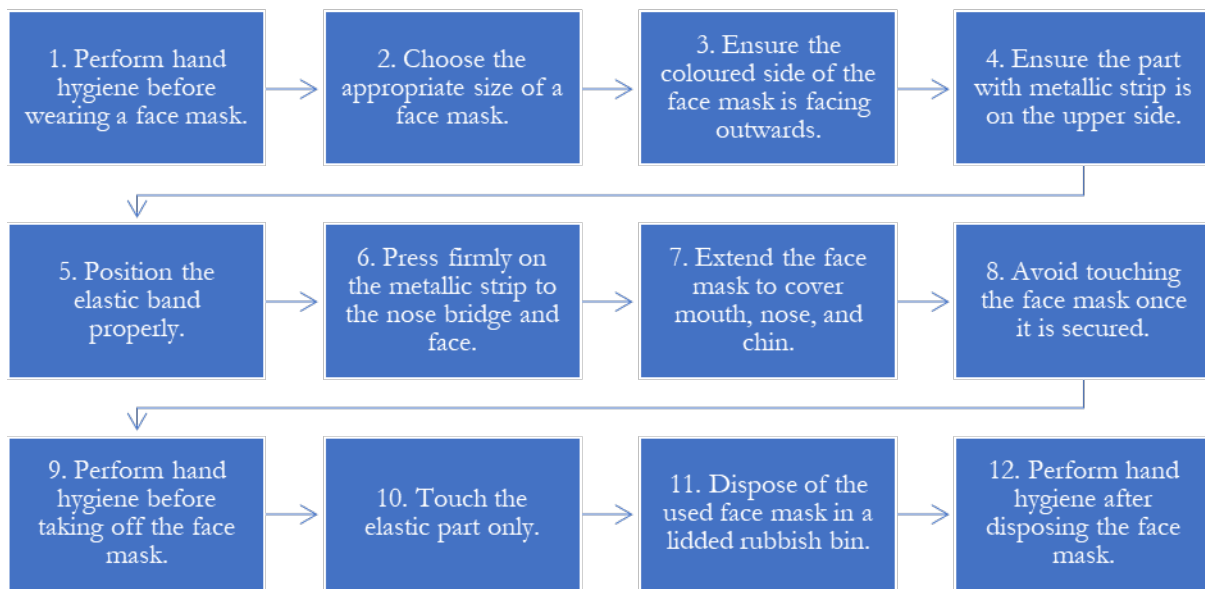 1. Perform hand
hygiene before
wearing a face mask.
2. Choose the
appropriate size of a
face mask.
3. Ensure the
coloured side of the
face mask is facing
outwards.
4. Ensure the part
with metallic strip is
on the upper side.
5. Position the
elastic band
properly.
6. Press firmly on
the metallic strip to
the nose bridge and
face.
7. Extend the face
mask to cover
mouth, nose, and
chin.
8. Avoid touching
the face mask once
it is secured.
9. Perform hand
hygiene before
taking off the face
mask.
10. Touch the
elastic part only.
11. Dispose of the
used face mask in a
lidded rubbish bin.
12. Perform hand
hygiene after
disposing the face
mask.